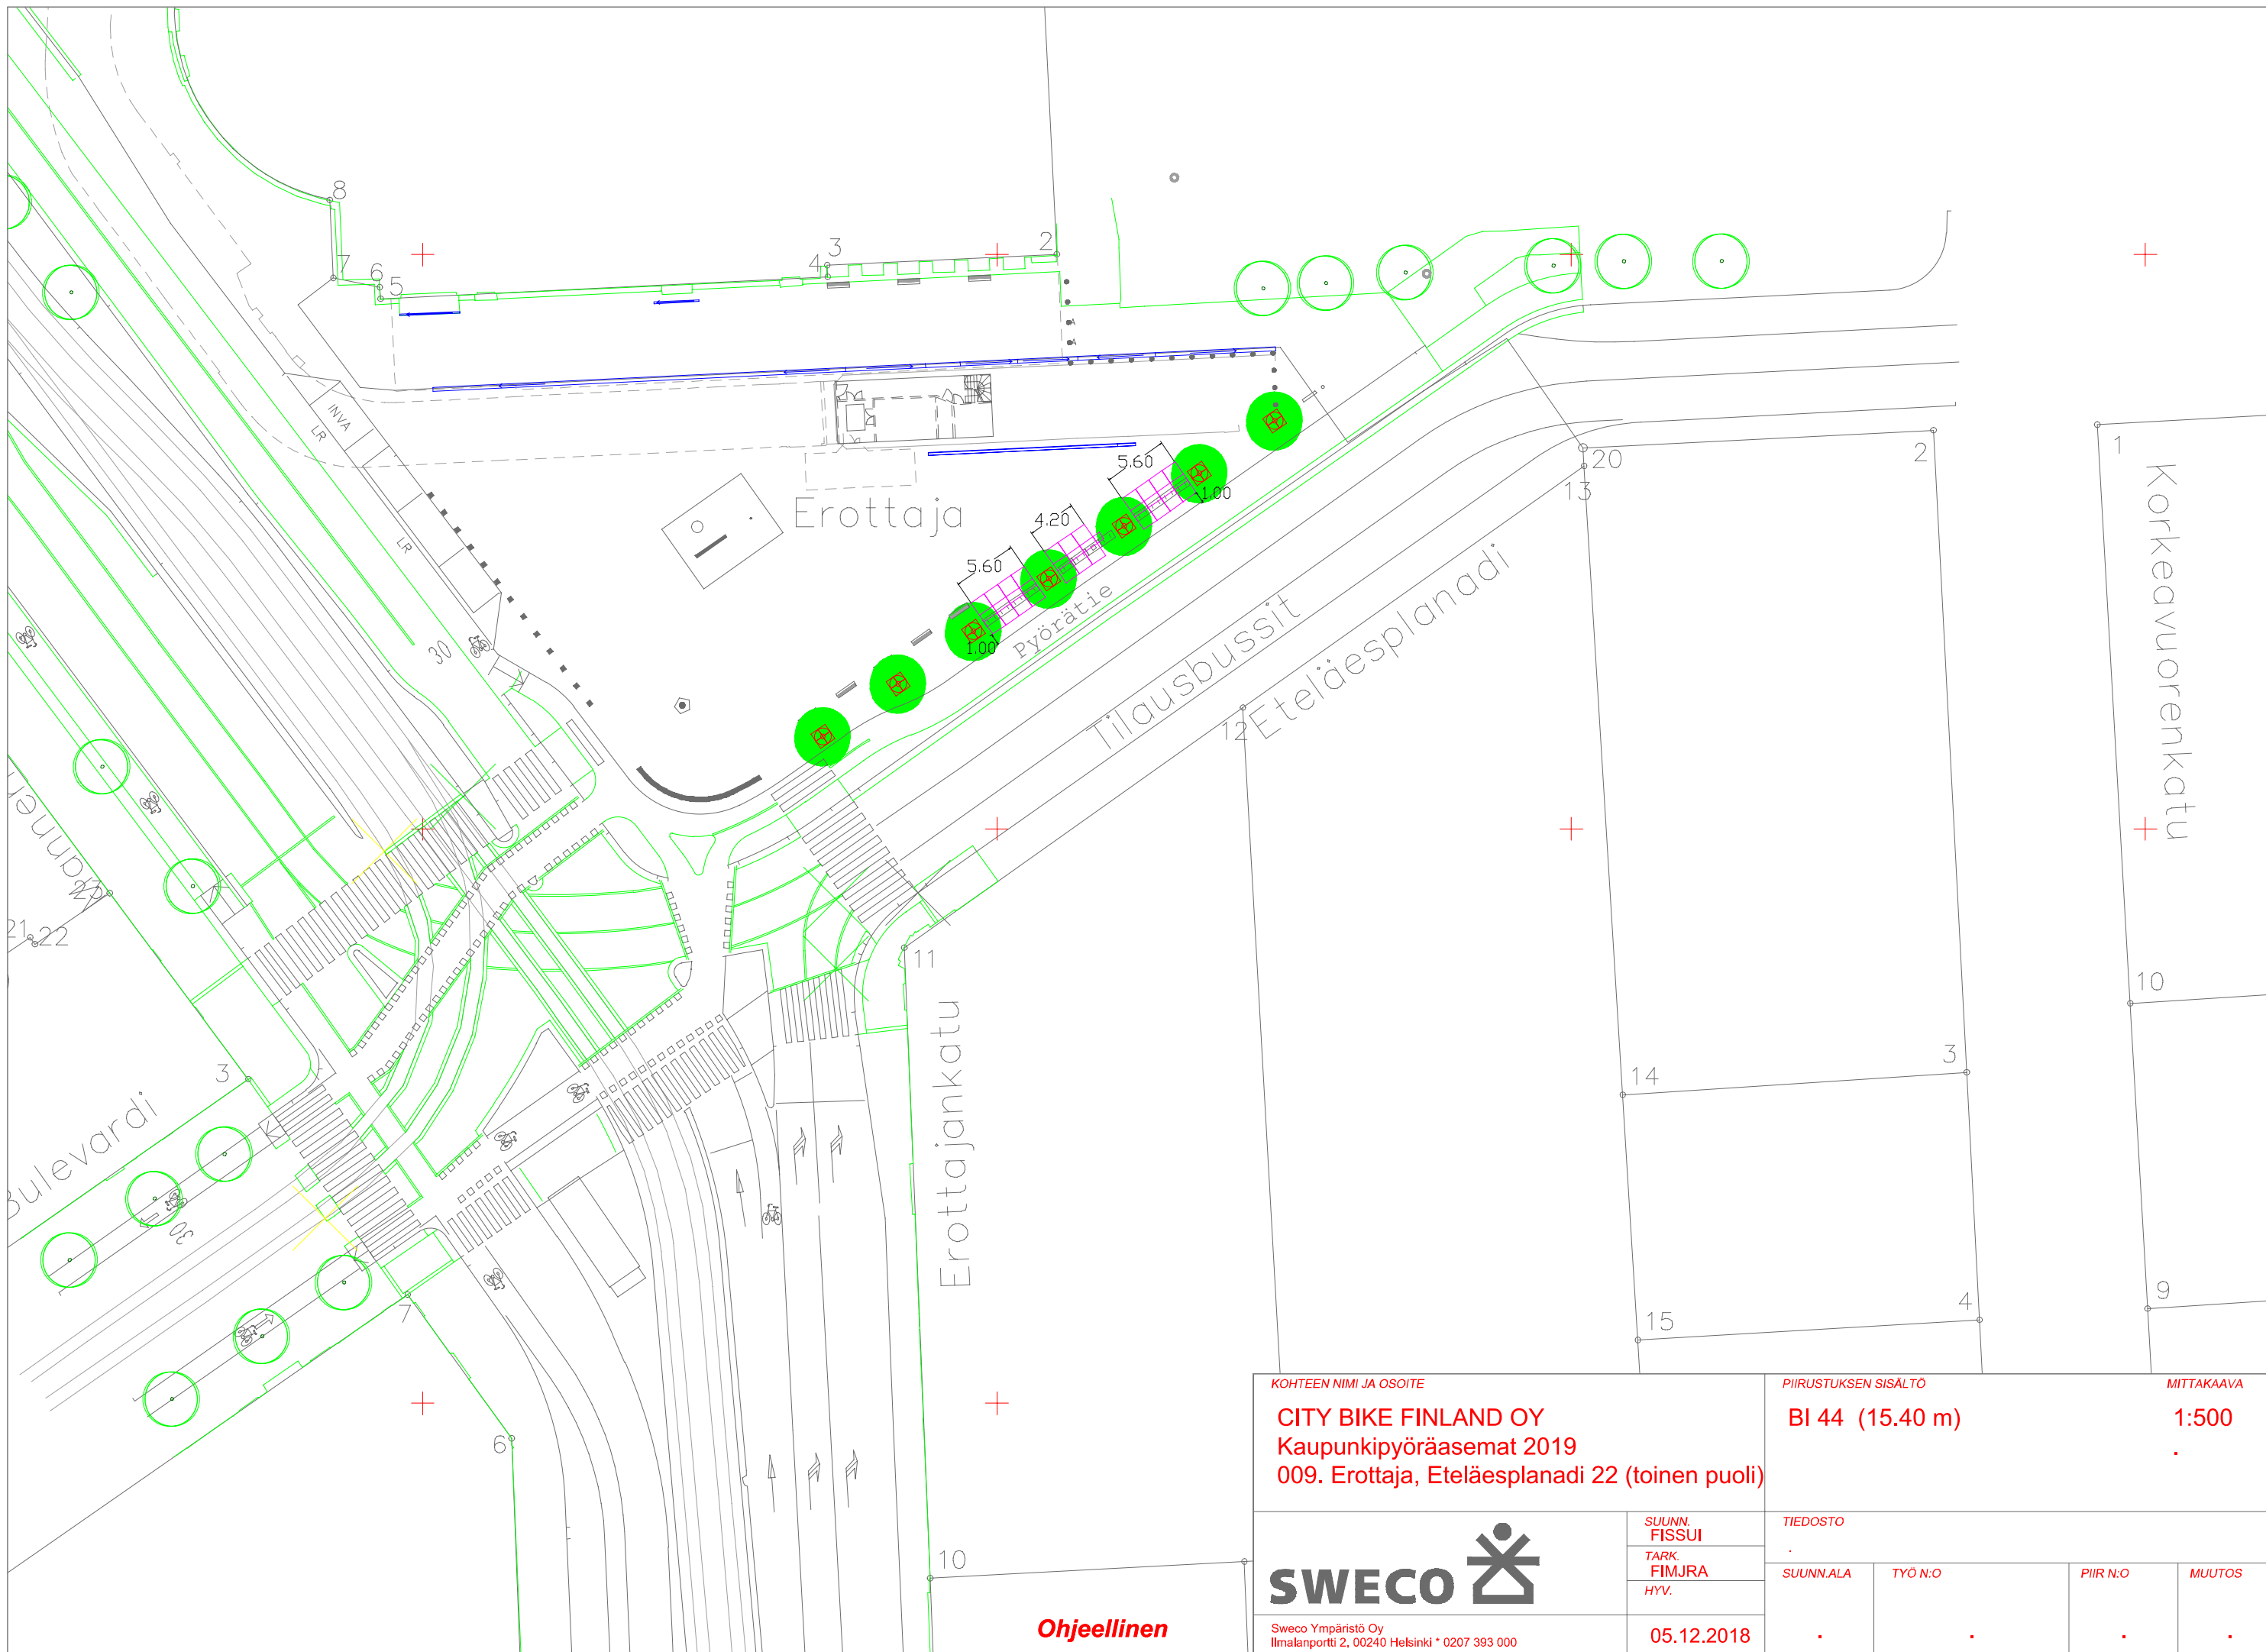 8
7
6
5
4
3
2
INVA
LR
LR
30
Erottaja
5.60
1.00
4.20
5.60
1.00
Pyörätie
Tilausbussit
Eteläesplanadi
20
13
12
2
1
Korkeavuorenkatu
23
21
22
3
Bulevardi
30
11
Erottajankatu
10
14
3
15
4
9
7
6
10
KOHTEEN NIMI JA OSOITE
CITY BIKE FINLAND OY
Kaupunkipyöräasemat 2019
009. Erottaja, Eteläesplanadi 22 (toinen puoli)
PIIRUSTUKSEN SISÄLTÖ
BI 44 (15.40 m)
MITTAKAAVA
1:500
.
SWECO
SUUNN.
FISSUI
TARK.
FIMJRA
HYV.
05.12.2018
TIEDOSTO
.
SUUNN.ALA
TYÖ N:O
PIIR N:O
MUUTOS
. . . .
Sweco Ympäristö Oy
Ilmalanportti 2, 00240 Helsinki * 0207 393 000
Ohjeellinen